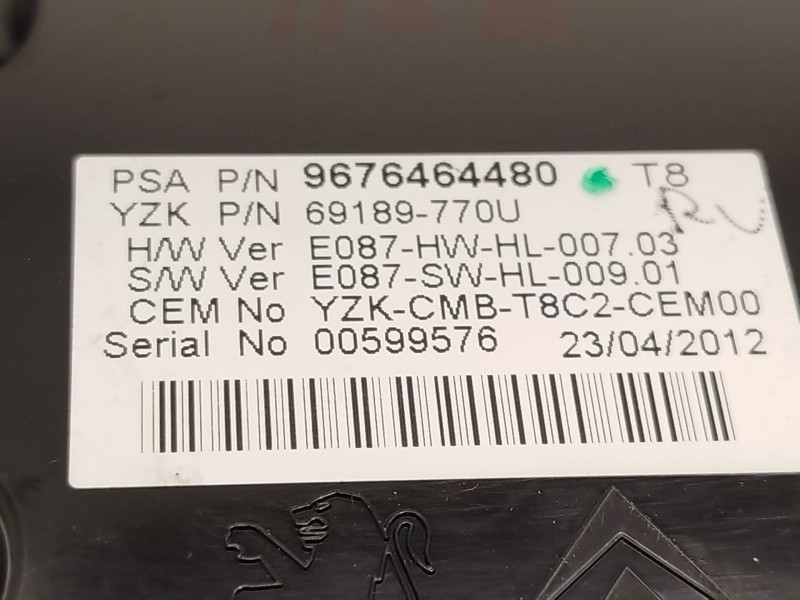 PSA P/N 9676464480 T8
YZK P/N 69189-770U
H/W Ver E087-HW-HL-007.03
S/W Ver E087-SW-HL-009.01
CEM No YZK-CMB-T8C2-CEM00
Serial No 00599576 23/04/2012